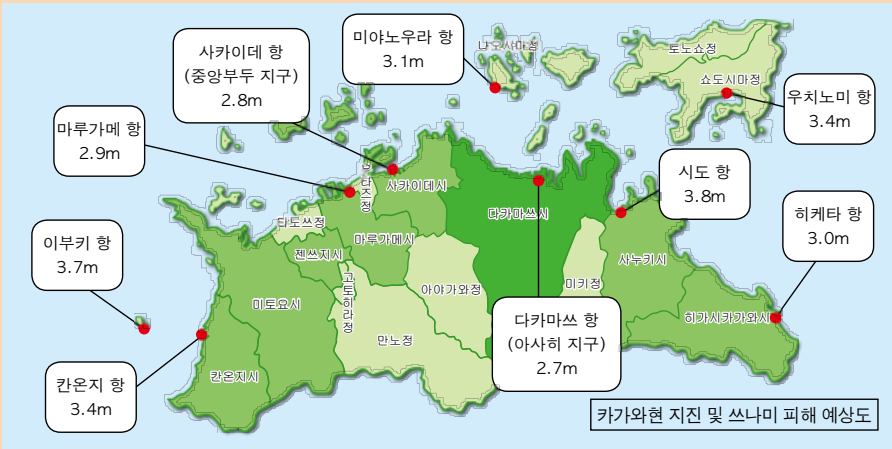 사카이데 항
(중앙부두 지구)
2.8m
미야노우라 항
3.1m
나오시마정
토노쇼정
쇼도시마정
우치노미 항
3.4m
마루가메 항
2.9m
시도 항
3.8m
히케타 항
3.0m
이부키 항
3.7m
칸온지 항
3.4m
다카마쓰 항
(아사히 지구)
2.7m
우타즈정
사카이데시
다카마쓰시
타도쓰정
마루가메시
젠쓰지시
사누키시
고토히라정
아야가와정
미키정
미토요시
만노정
히가시카가와시
칸온지시
카가와현 지진 및 쓰나미 피해 예상도